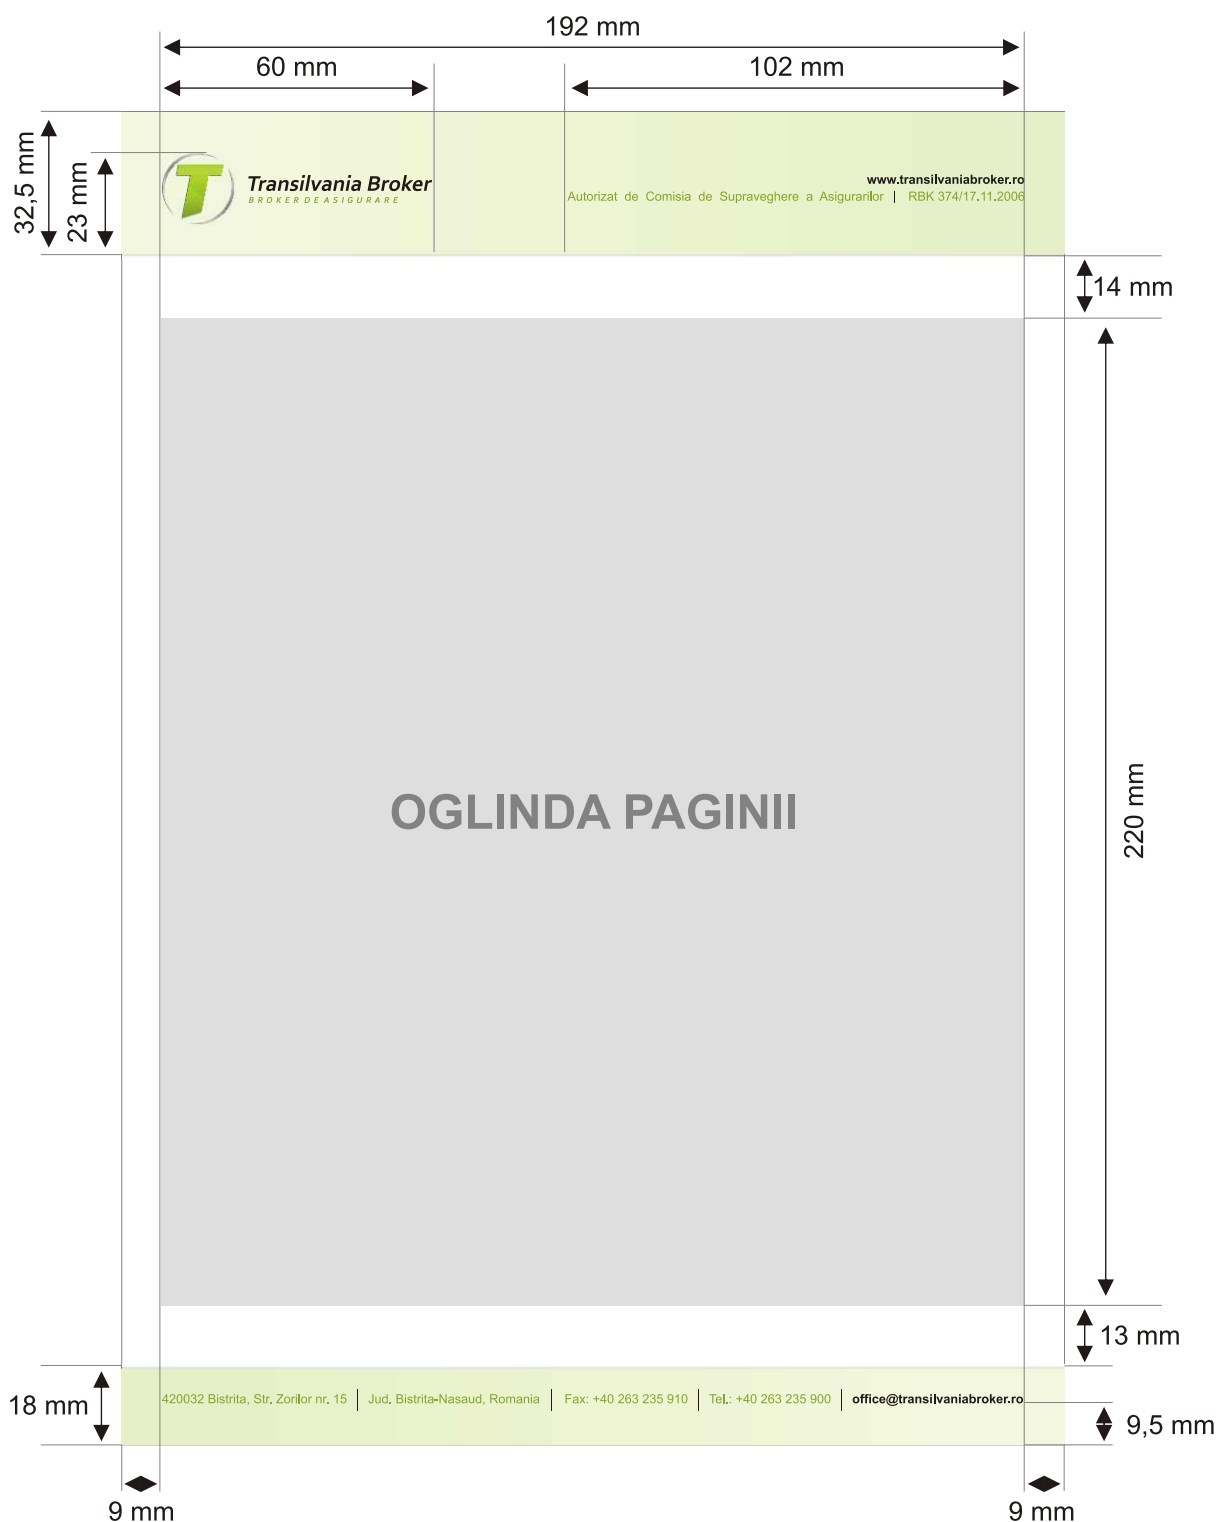 192 mm
60 mm
102 mm
32,5 mm
23 mm
T
Transilvania Broker
BROKER DE ASIGURARE
www.transilvaniabroker.ro
Autorizat de Comisia de Supraveghere a Asigurarilor | RBK 374/17.11.2006
14 mm
OGLINDA PAGINII
220 mm
13 mm
18 mm
420032 Bistrita, Str. Zorilor nr. 15 | Jud. Bistrita-Nasaud, Romania | Fax: +40 263 235 910 | Tel.: +40 263 235 900 | office@transilvaniabroker.ro
9,5 mm
9 mm
9 mm